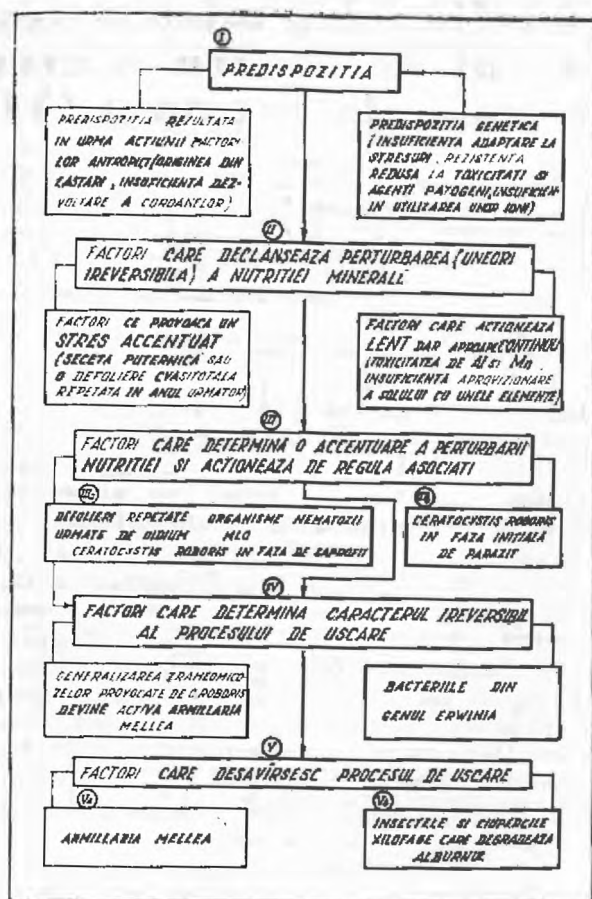 I
PREDISPOZITIA
PREDISPOZITIA REZULTATA
IN URMA ACTIUNII FACTORI
LOR ANTROPICI (ORIGINEA DIN
LASTARI, INSUFICIENTA DEZ-
VOLTARE A COROANELOR)
PREDISPOZITIA GENETICA
(INSUFICIENTA ADAPTARE LA
STRESURI, REZISTENTA
REDUSA LA TOXICITATI SI
AGENTI PATOGENI, INSUFICIEN
IN UTILIZAREA UNOR IONI)
II
FACTORI CARE DECLANSEAZA PERTURBAREA (UNEORI
IREVERSIBILA) A NUTRITIEI MINERALE
FACTORI CE PROVOACA UN
STRES ACCENTUAT
(SECETA PUTERNICA SAU
O DEFOLIERE CVASITOTALA
REPETATA IN ANUL URMATOR)
FACTORI CARE ACTIONEAZA
LENT DAR APROAPE CONTINUU
(TOXICITATEA DE Al SI Mn
INSUFICIENTA APROVIZIONARE
A SOLULUI CU UNELE ELEMENTE)
III
FACTORI CARE DETERMINA O ACCENTUARE A PERTURBARII
NUTRITIEI SI ACTIONEAZA DE REGULA ASOCIATI
DEFOLIERI REPETATE ORGANISME NEMATOZII
URMATE DE OIDIUM MLO
CERATOCYSTIS ROBORIS IN FAZA DE SAPROFIT
CERATOCYSTIS ROBORIS
IN FAZA INITIALA
DE PARAZIT
IV
FACTORI CARE DETERMINA CARACTERUL IREVERSIBIL
AL PROCESULUI DE USCARE
GENERALIZAREA TRAHEOMICO-
ZELOR PROVOCATE DE C. ROBORIS
DEVINE ACTIVA ARMILLARIA
MELLEA
BACTERIILE DIN
GENUL ERWINIA
V
FACTORI CARE DESAVÎRSESC PROCESUL DE USCARE
Va
ARMILLARIA MELLEA
INSECTELE SI CIUPERCILE
XILOFAGE CARE DEGRADEAZA
ALBURNUL